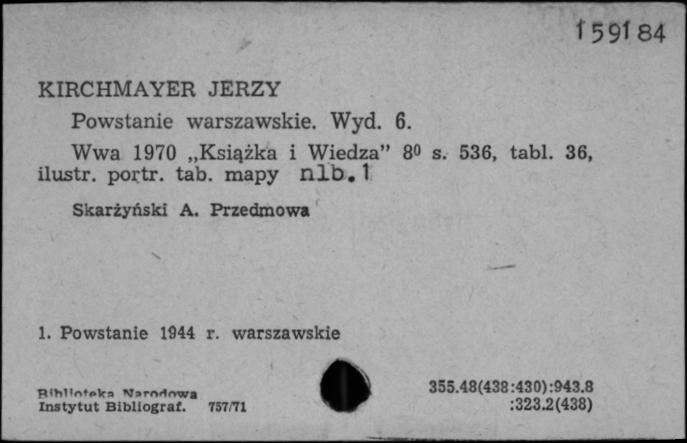 159184
KIRCHMAYER JERZY
Powstanie warszawskie. Wyd. 6.
Wwa 1970 „Książka i Wiedza” 8⁰ s. 536, tabl. 36,
ilustr. portr. tab. mapy nlb.1
Skarżyński A. Przedmowa
1. Powstanie 1944 r. warszawskie
Biblioteka Narodowa
Instytut Bibliograf. 757/71
355.48(438:430):943.8
:323.2(438)